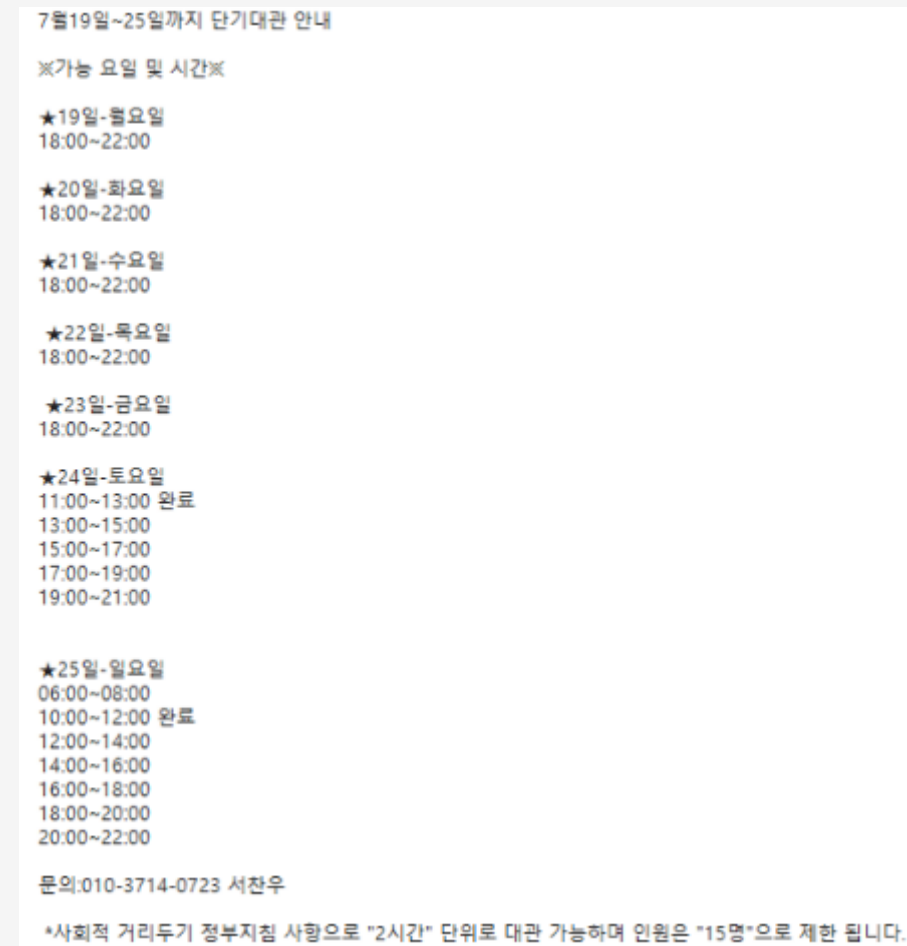 7월19일~25일까지 단기대관 안내
※가능 요일 및 시간※
★19일-월요일
18:00~22:00
★20일-화요일
18:00~22:00
★21일-수요일
18:00~22:00
★22일-목요일
18:00~22:00
★23일-금요일
18:00~22:00
★24일-토요일
11:00~13:00 완료
13:00~15:00
15:00~17:00
17:00~19:00
19:00~21:00
★25일-일요일
06:00~08:00
10:00~12:00 완료
12:00~14:00
14:00~16:00
16:00~18:00
18:00~20:00
20:00~22:00
문의:010-3714-0723 서찬우
*사회적 거리두기 정부지침 사항으로 "2시간" 단위로 대관 가능하며 인원은 "15명"으로 제한 됩니다.